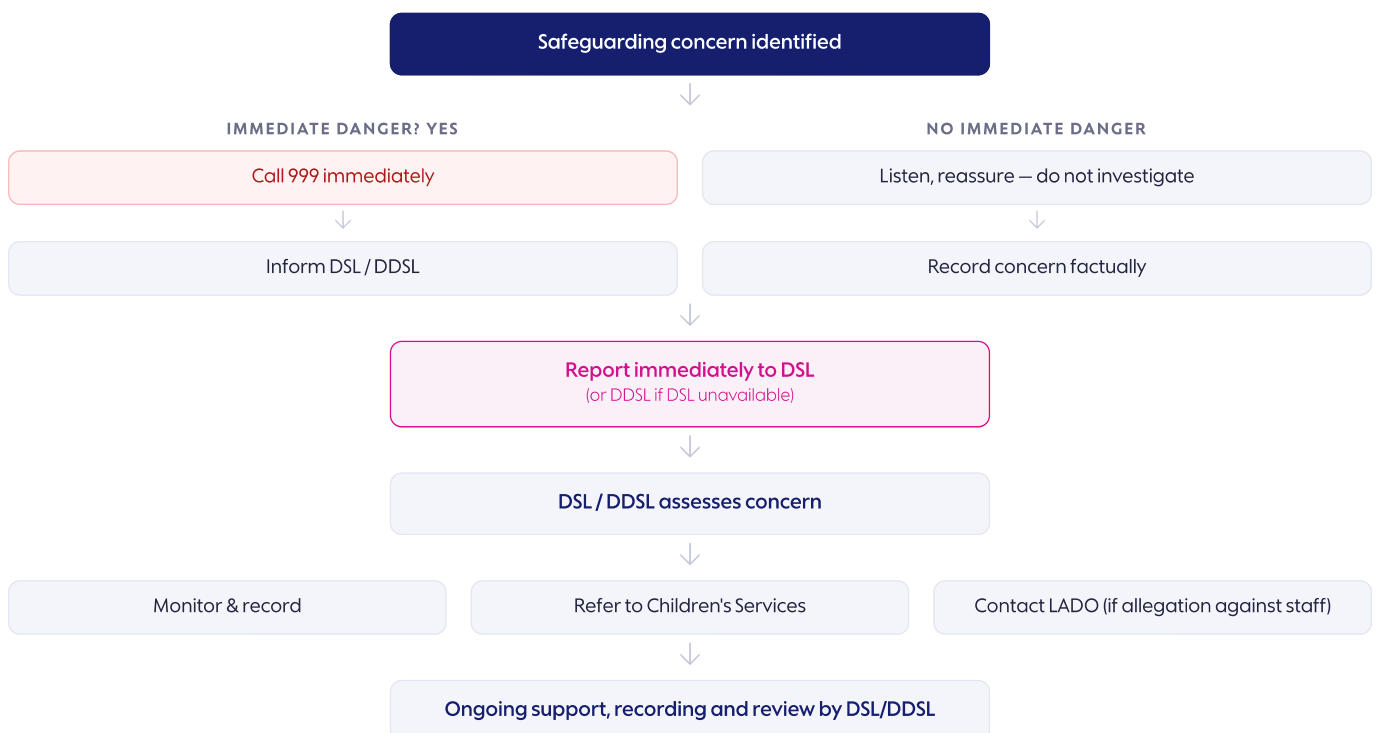 Safeguarding concern identified
IMMEDIATE DANGER? YES
NO IMMEDIATE DANGER
Call 999 immediately
Listen, reassure — do not investigate
Inform DSL / DDSL
Record concern factually
Report immediately to DSL
(or DDSL if DSL unavailable)
DSL / DDSL assesses concern
Monitor & record
Refer to Children's Services
Contact LADO (if allegation against staff)
Ongoing support, recording and review by DSL/DDSL